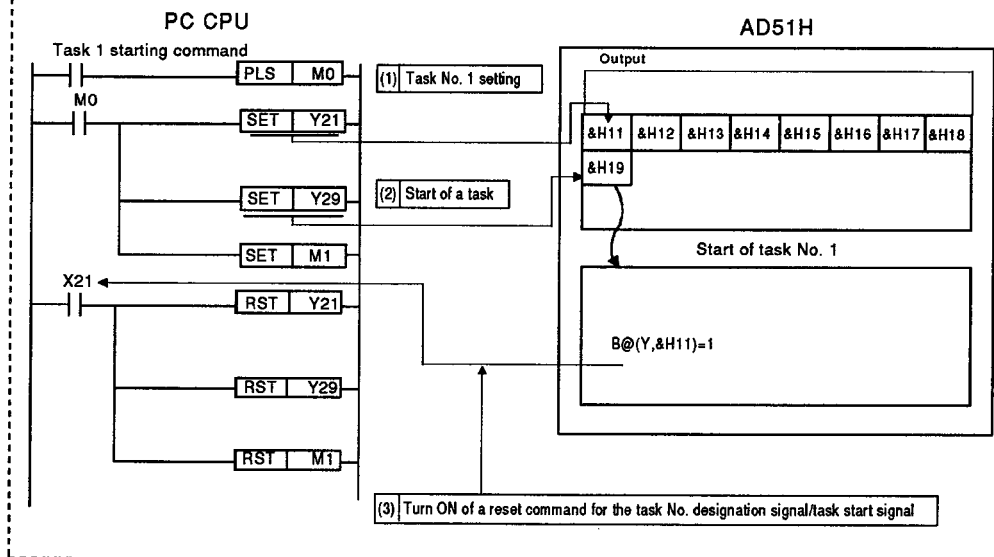 PC CPU
AD51H
Task 1 starting command
PLS M0
(1) Task No. 1 setting
Output
M0
SET Y21
&H11 &H12 &H13 &H14 &H15 &H16 &H17 &H18
&H19
SET Y29
(2) Start of a task
SET M1
Start of task No. 1
X21
RST Y21
B@(Y,&H11)=1
RST Y29
RST M1
(3) Turn ON of a reset command for the task No. designation signal/task start signal